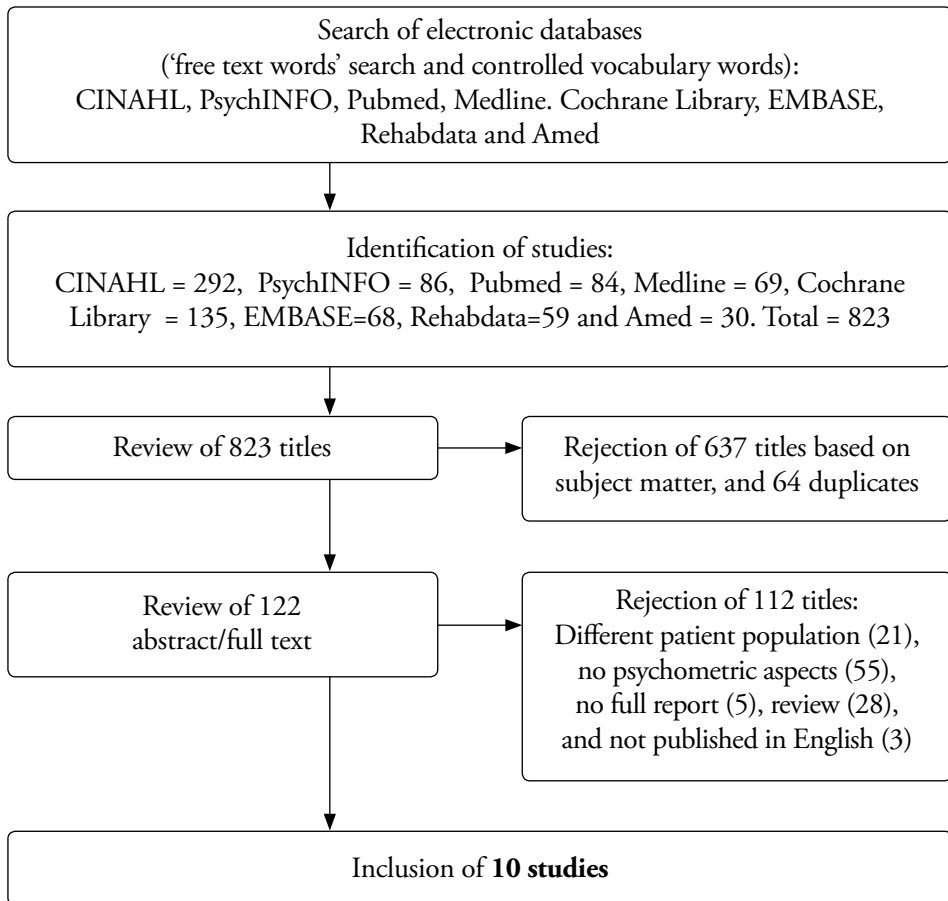 Search of electronic databases
(‘free text words’ search and controlled vocabulary words):
CINAHL, PsychINFO, Pubmed, Medline. Cochrane Library, EMBASE,
Rehabdata and Amed
Identification of studies:
CINAHL = 292, PsychINFO = 86, Pubmed = 84, Medline = 69, Cochrane
Library = 135, EMBASE=68, Rehabdata=59 and Amed = 30. Total = 823
Review of 823 titles
Rejection of 637 titles based on
subject matter, and 64 duplicates
Review of 122
abstract/full text
Rejection of 112 titles:
Different patient population (21),
no psychometric aspects (55),
no full report (5), review (28),
and not published in English (3)
Inclusion of 10 studies